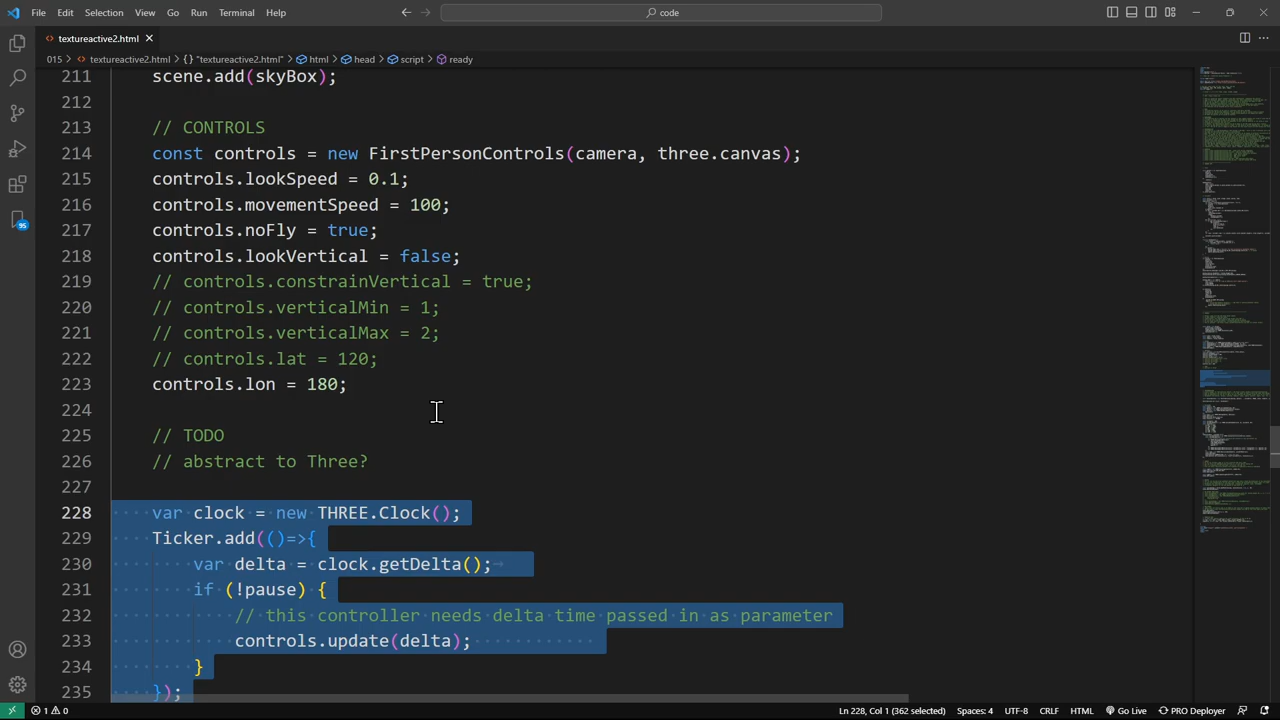 File Edit Selection View Go Run Terminal Help
code
textureactive2.html
015 > textureactive2.html > {} "textureactive2.html" > html > head > script > ready
211 scene.add(skyBox);
212
213 // CONTROLS
214 const controls = new FirstPersonControls(camera, three.canvas);
215 controls.lookSpeed = 0.1;
216 controls.movementSpeed = 100;
217 controls.noFly = true;
218 controls.lookVertical = false;
219 // controls.constrainVertical = true;
220 // controls.verticalMin = 1;
221 // controls.verticalMax = 2;
222 // controls.lat = 120;
223 controls.lon = 180;
224
225 // TODO
226 // abstract to Three?
227
228 var clock = new THREE.Clock();
229 Ticker.add(()=>{
230 var delta = clock.getDelta();
231 if (!pause) {
232 // this controller needs delta time passed in as parameter
233 controls.update(delta);
234 }
235 });
95
1 0 Ln 228, Col 1 (362 selected) Spaces: 4 UTF-8 CRLF HTML Go Live PRO Deployer